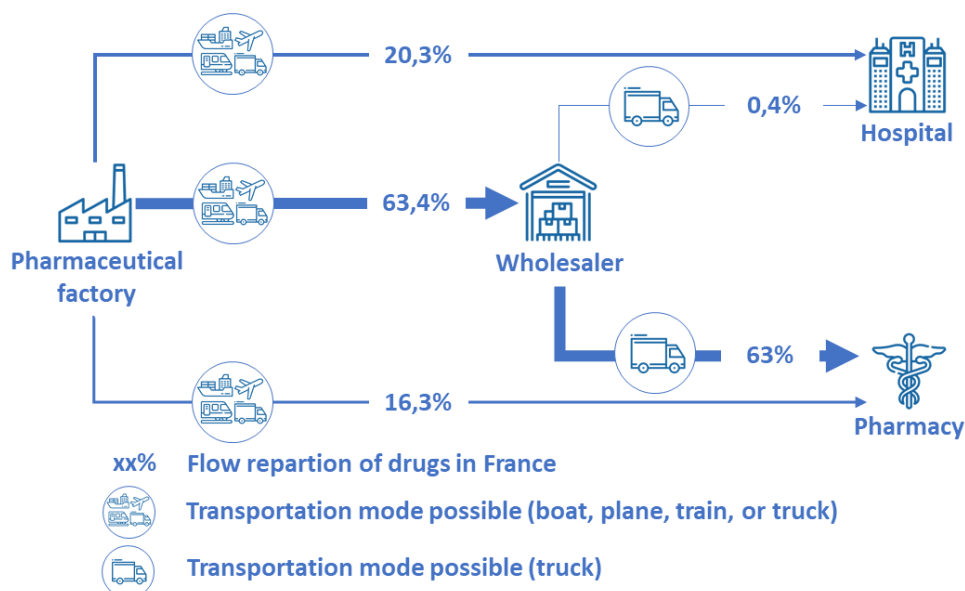 20,3%
H
0,4%
Hospital
63,4%
Pharmaceutical
factory
Wholesaler
63%
16,3%
Pharmacy
xx% Flow repartion of drugs in France
Transportation mode possible (boat, plane, train, or truck)
Transportation mode possible (truck)